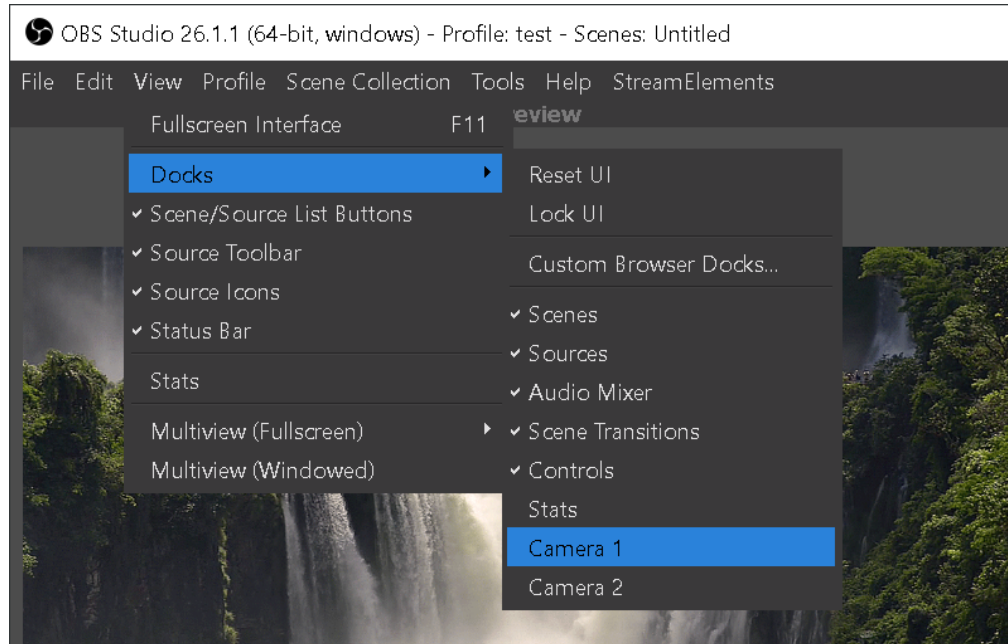 OBS Studio 26.1.1 (64-bit, windows) - Profile: test - Scenes: Untitled
File Edit View Profile Scene Collection Tools Help StreamElements
eview
Fullscreen Interface F11
Docks
Scene/Source List Buttons
Source Toolbar
Source Icons
Status Bar
Stats
Multiview (Fullscreen)
Multiview (Windowed)
Reset UI
Lock UI
Custom Browser Docks...
Scenes
Sources
Audio Mixer
Scene Transitions
Controls
Stats
Camera 1
Camera 2